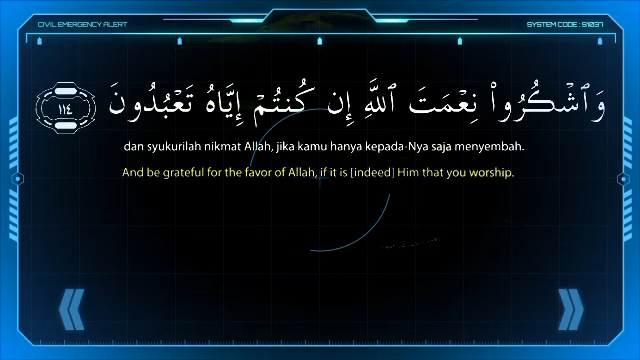 CIVIL EMERGENCY ALERT
SYSTEM CODE : S1037
وَٱشْكُرُوا۟ نِعْمَتَ ٱللَّهِ إِن كُنتُمْ إِيَّاهُ تَعْبُدُونَ ١١٤
dan syukurilah nikmat Allah, jika kamu hanya kepada-Nya saja menyembah.
And be grateful for the favor of Allah, if it is [indeed] Him that you worship.